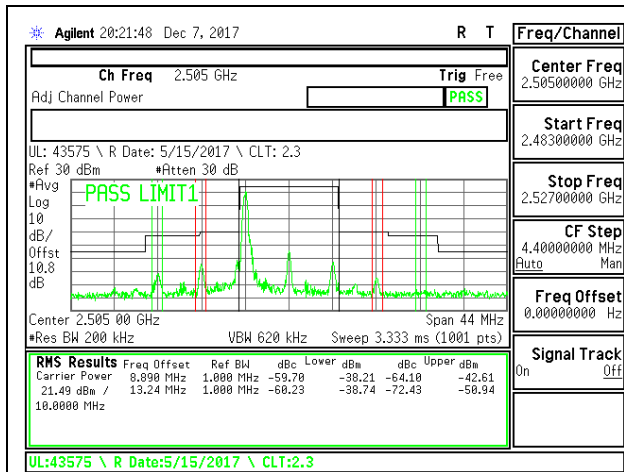 Agilent 20:21:48 Dec 7, 2017
R T
Freq/Channel
Ch Freq 2.505 GHz
Trig Free
Adj Channel Power
PASS
Center Freq
2.50500000 GHz
Start Freq
2.48300000 GHz
Stop Freq
2.52700000 GHz
CF Step
4.40000000 MHz
Auto Man
Freq Offset
0.00000000 Hz
Signal Track
On Off
UL: 43575 \ R Date: 5/15/2017 \ CLT: 2.3
Ref 30 dBm #Atten 30 dB
#Avg
Log
10
dB/
Offst
10.8
dB
PASS LIMIT1
Center 2.505 00 GHz Span 44 MHz
#Res BW 200 kHz VBW 620 kHz Sweep 3.333 ms (1001 pts)
RMS Results Freq Offset Ref BW dBc Lower dBm dBc Upper dBm
Carrier Power 8.890 MHz 1.000 MHz -59.70 -38.21 -64.10 -42.61
21.49 dBm / 13.24 MHz 1.000 MHz -60.23 -38.74 -72.43 -50.94
10.0000 MHz
UL:43575 \ R Date:5/15/2017 \ CLT:2.3